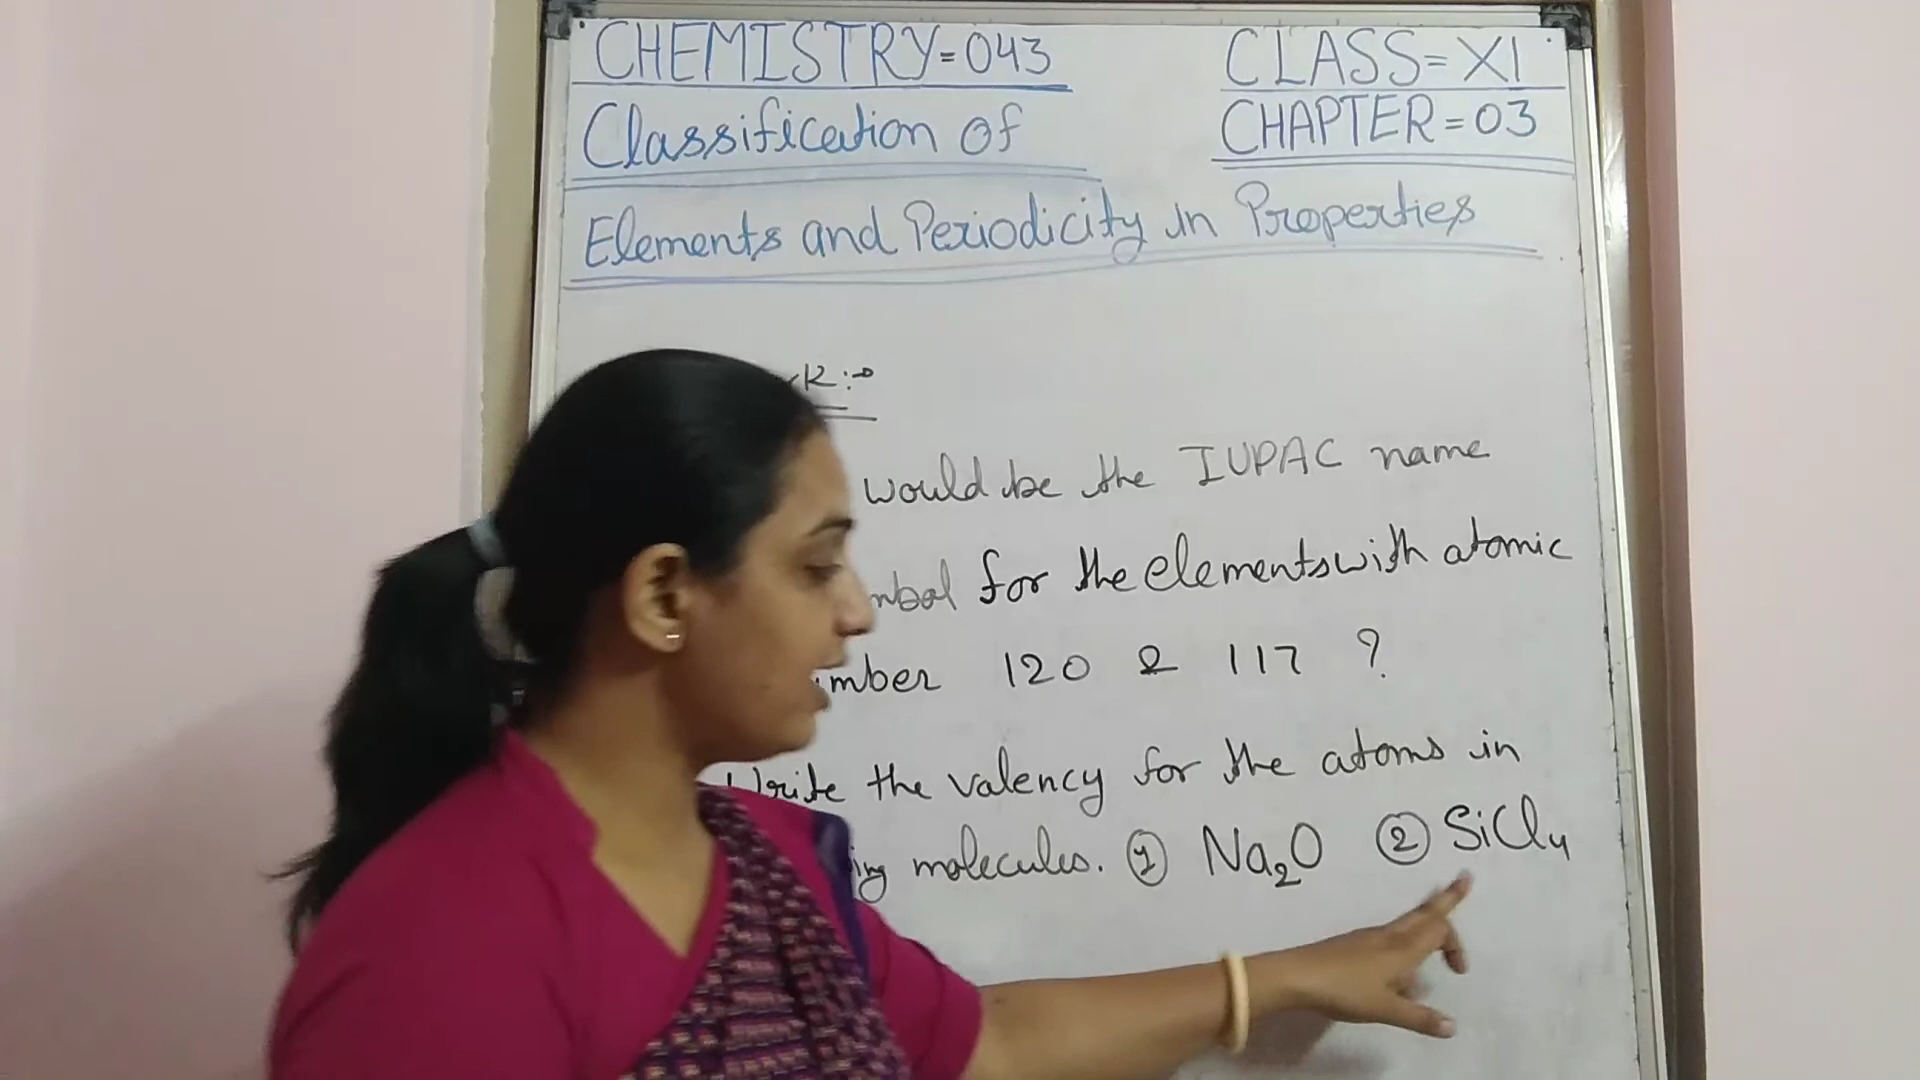 CHEMISTRY=043 CLASS=XI
Classification of CHAPTER=03
Elements and Periodicity in Properties
would be the IUPAC name
for the elements with atomic
120 & 117 ?
Write the valency for the atoms in
molecules. ① Na₂O ② SiCl₄